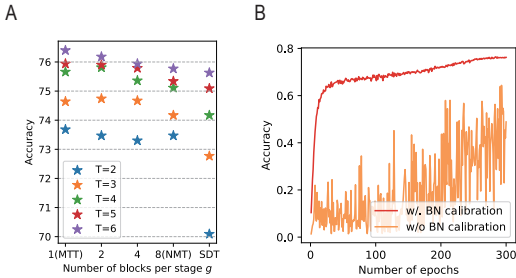 A
76
75
74
73
72
71
70
Accuracy
T=2
T=3
T=4
T=5
T=6
1(MTT) 2 4 8(NMT) SDT
Number of blocks per stage g
B
0.8
0.6
0.4
0.2
0.0
Accuracy
w/. BN calibration
w/o BN calibration
0 100 200 300
Number of epochs